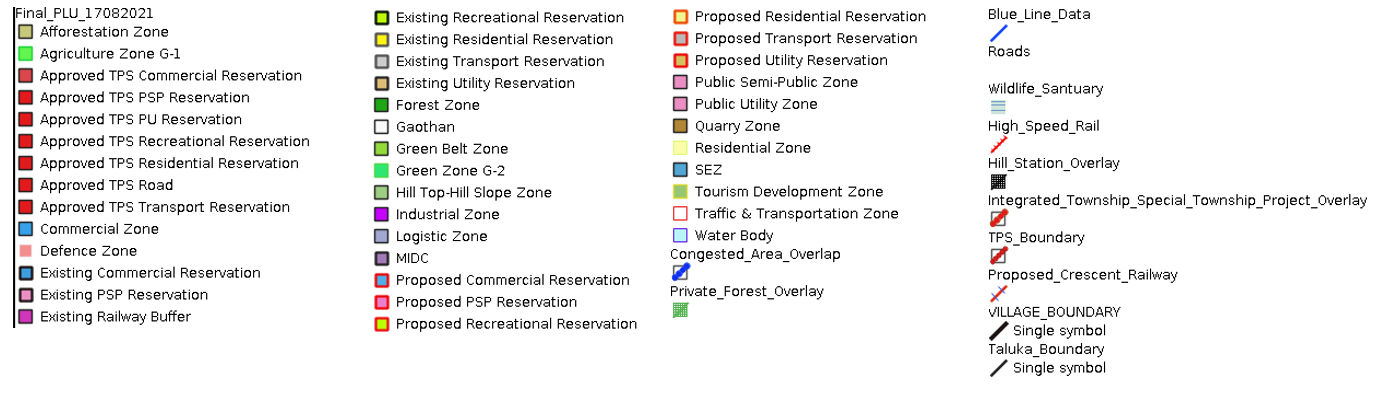 Final_PLU_17082021
Afforestation Zone
Agriculture Zone G-1
Approved TPS Commercial Reservation
Approved TPS PSP Reservation
Approved TPS PU Reservation
Approved TPS Recreational Reservation
Approved TPS Residential Reservation
Approved TPS Road
Approved TPS Transport Reservation
Commercial Zone
Defence Zone
Existing Commercial Reservation
Existing PSP Reservation
Existing Railway Buffer
Existing Recreational Reservation
Existing Residential Reservation
Existing Transport Reservation
Existing Utility Reservation
Forest Zone
Gaothan
Green Belt Zone
Green Zone G-2
Hill Top-Hill Slope Zone
Industrial Zone
Logistic Zone
MIDC
Proposed Commercial Reservation
Proposed PSP Reservation
Proposed Recreational Reservation
Proposed Residential Reservation
Proposed Transport Reservation
Proposed Utility Reservation
Public Semi-Public Zone
Public Utility Zone
Quarry Zone
Residential Zone
SEZ
Tourism Development Zone
Traffic & Transportation Zone
Water Body
Congested_Area_Overlap
Private_Forest_Overlay
Blue_Line_Data
Roads
Wildlife_Santuary
High_Speed_Rail
Hill_Station_Overlay
Integrated_Township_Special_Township_Project_Overlay
TPS_Boundary
Proposed_Crescent_Railway
VILLAGE_BOUNDARY
Single symbol
Taluka_Boundary
Single symbol